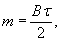 m = Bτ/2,